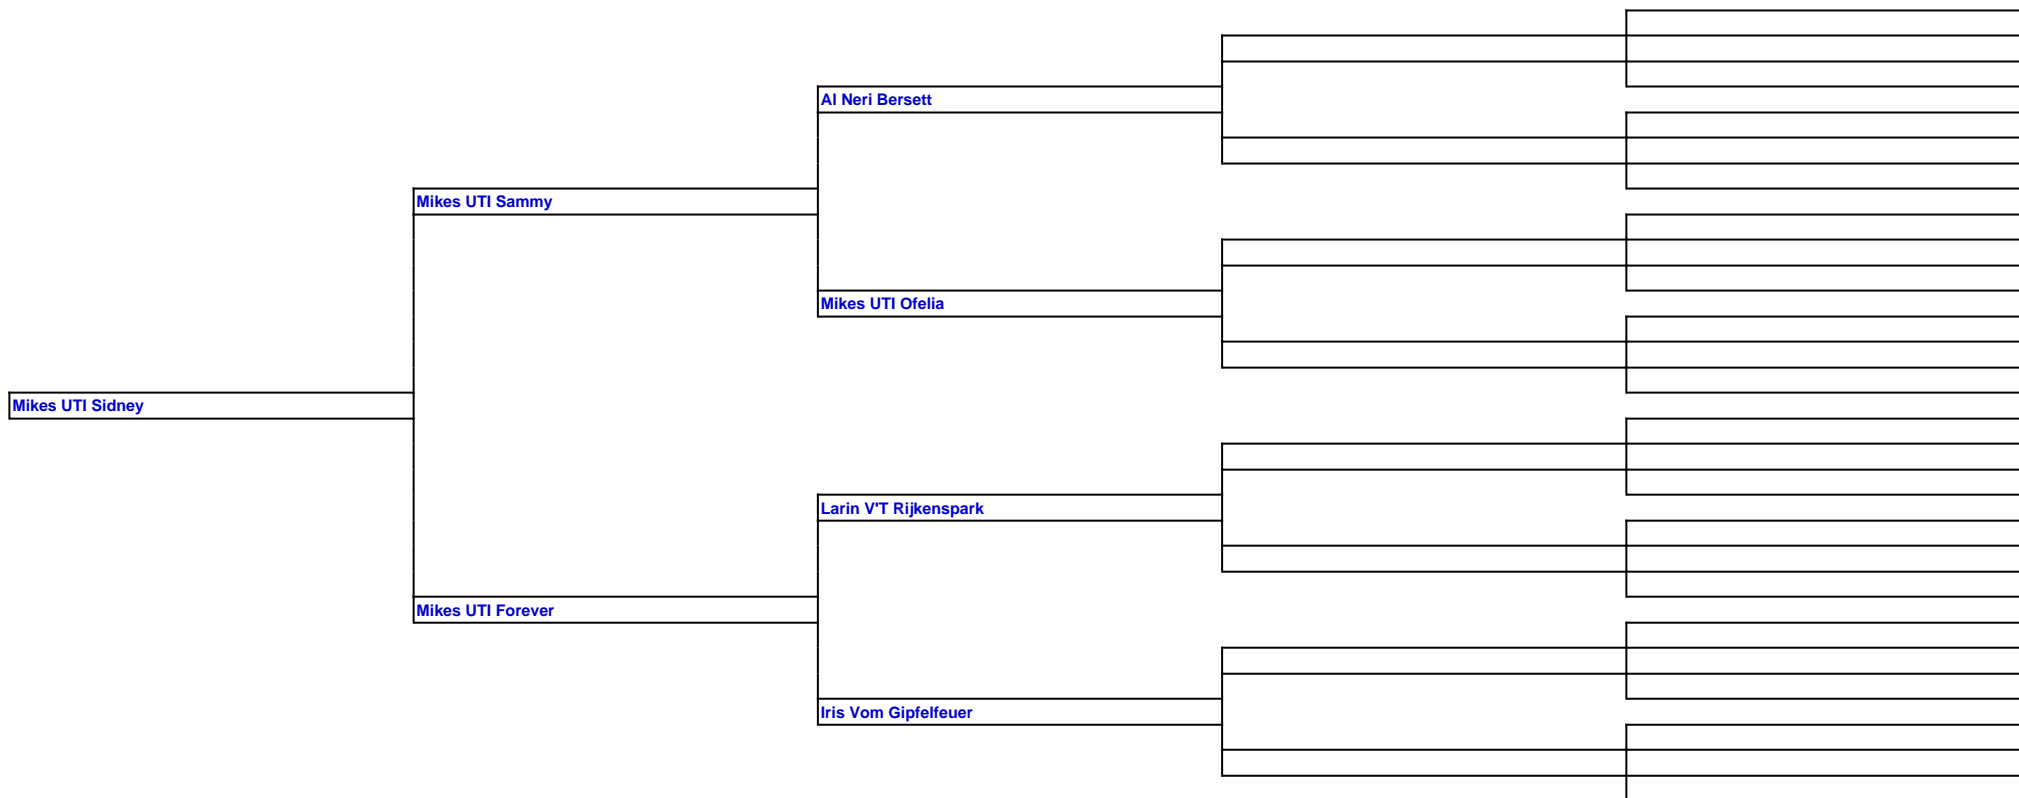 Al Neri Bersett
Mikes UTI Sammy
Mikes UTI Ofelia
Mikes UTI Sidney
Larin V'T Rijkenspark
Mikes UTI Forever
Iris Vom Gipfelfeuer